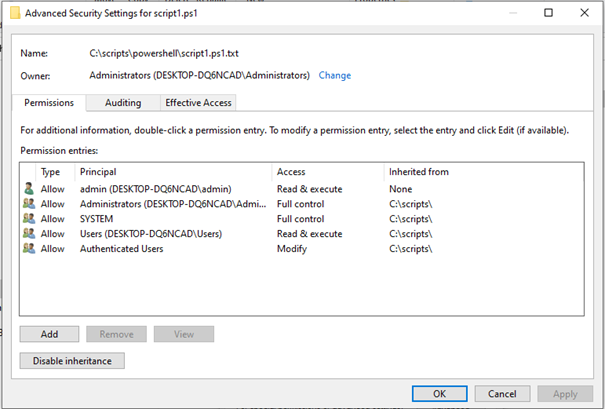 Advanced Security Settings for script1.ps1
Name: C:\scripts\powershell\script1.ps1.txt
Owner: Administrators (DESKTOP-DQ6NCAD\Administrators) Change
Permissions Auditing Effective Access
For additional information, double-click a permission entry. To modify a permission entry, select the entry and click Edit (if available).
Permission entries:
Type Principal Access Inherited from
Allow admin (DESKTOP-DQ6NCAD\admin) Read & execute None
Allow Administrators (DESKTOP-DQ6NCAD\Admi... Full control C:\scripts\
Allow SYSTEM Full control C:\scripts\
Allow Users (DESKTOP-DQ6NCAD\Users) Read & execute C:\scripts\
Allow Authenticated Users Modify C:\scripts\
Add Remove View
Disable inheritance
OK Cancel Apply